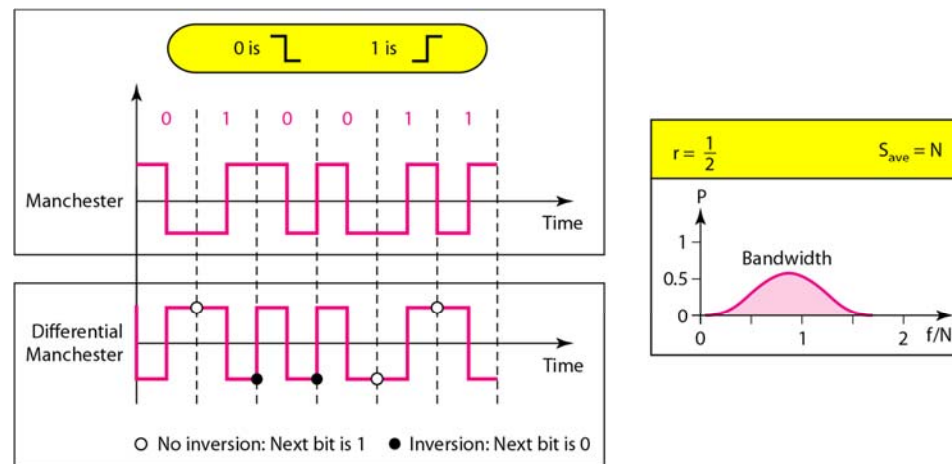 0 is 1 is
0 1 0 0 1 1
Manchester
Time
Differential
Manchester
Time
○ No inversion: Next bit is 1 ● Inversion: Next bit is 0
r = 1/2 Save = N
P
1
Bandwidth
0.5
0
0 1 2 f/N